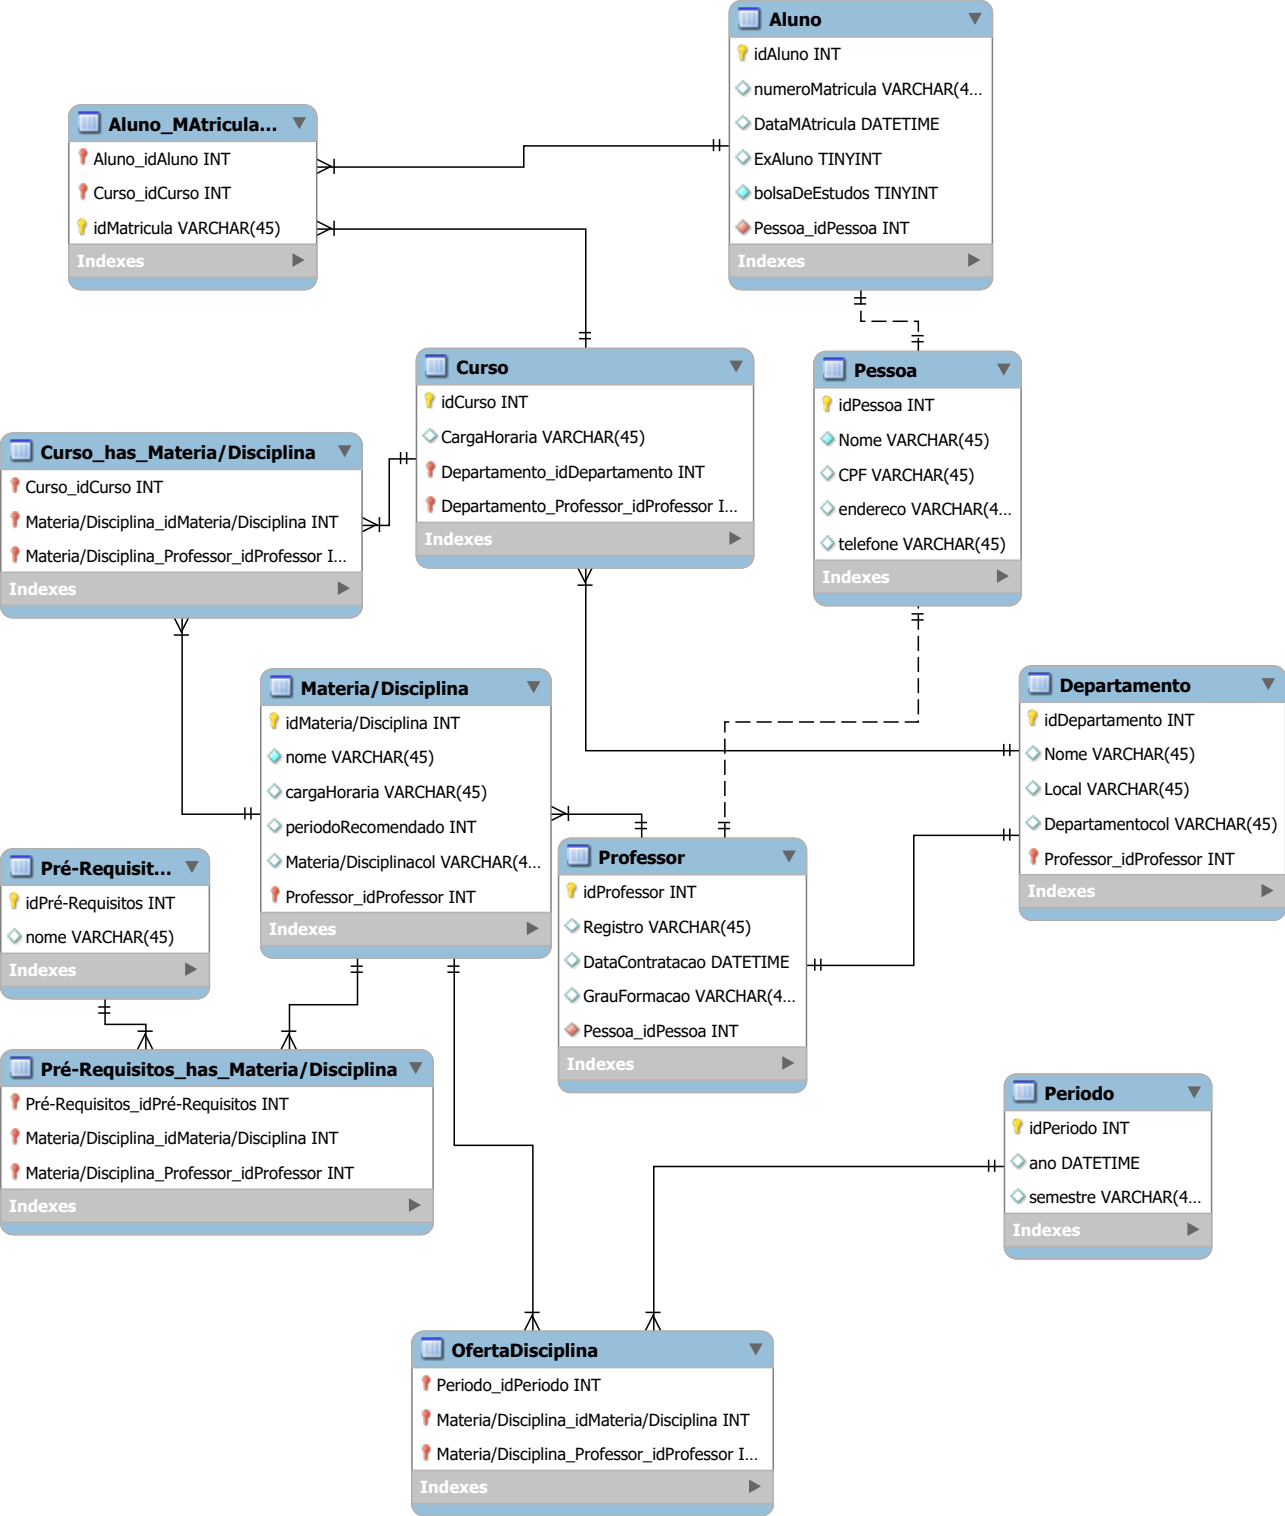 Aluno
idAluno INT
numeroMatricula VARCHAR(4...
DataMAtricula DATETIME
ExAluno TINYINT
bolsaDeEstudos TINYINT
Pessoa_idPessoa INT
Indexes
Aluno_MAtricula...
Aluno_idAluno INT
Curso_idCurso INT
idMatricula VARCHAR(45)
Indexes
Curso
idCurso INT
CargaHoraria VARCHAR(45)
Departamento_idDepartamento INT
Departamento_Professor_idProfessor I...
Indexes
Pessoa
idPessoa INT
Nome VARCHAR(45)
CPF VARCHAR(45)
endereco VARCHAR(4...
telefone VARCHAR(45)
Indexes
Curso_has_Materia/Disciplina
Curso_idCurso INT
Materia/Disciplina_idMateria/Disciplina INT
Materia/Disciplina_Professor_idProfessor I...
Indexes
Materia/Disciplina
idMateria/Disciplina INT
nome VARCHAR(45)
cargaHoraria VARCHAR(45)
periodoRecomendado INT
Materia/Disciplinacol VARCHAR(4...
Professor_idProfessor INT
Indexes
Departamento
idDepartamento INT
Nome VARCHAR(45)
Local VARCHAR(45)
Departamentocol VARCHAR(45)
Professor_idProfessor INT
Indexes
Pré-Requisit...
idPré-Requisitos INT
nome VARCHAR(45)
Indexes
Professor
idProfessor INT
Registro VARCHAR(45)
DataContratacao DATETIME
GrauFormacao VARCHAR(4...
Pessoa_idPessoa INT
Indexes
Pré-Requisitos_has_Materia/Disciplina
Pré-Requisitos_idPré-Requisitos INT
Materia/Disciplina_idMateria/Disciplina INT
Materia/Disciplina_Professor_idProfessor INT
Indexes
Periodo
idPeriodo INT
ano DATETIME
semestre VARCHAR(4...
Indexes
OfertaDisciplina
Periodo_idPeriodo INT
Materia/Disciplina_idMateria/Disciplina INT
Materia/Disciplina_Professor_idProfessor I...
Indexes